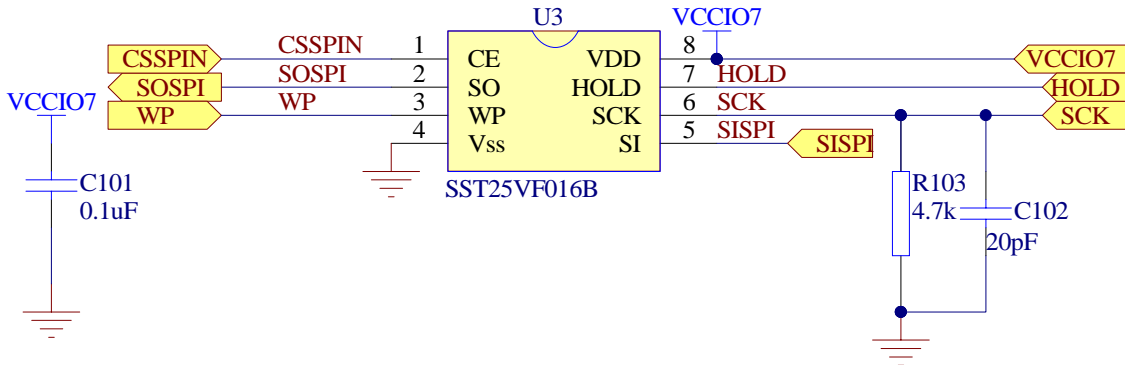 U3
VCCIO7
CSSPIN CSSPIN 1 CE VDD 8 VCCIO7
SOSPI SOSPI 2 SO HOLD 7 HOLD HOLD
VCCIO7
WP WP 3 WP SCK 6 SCK SCK
4 Vss SI 5 SISPI SISPI
SST25VF016B
C101
0.1uF
R103
4.7k
C102
20pF